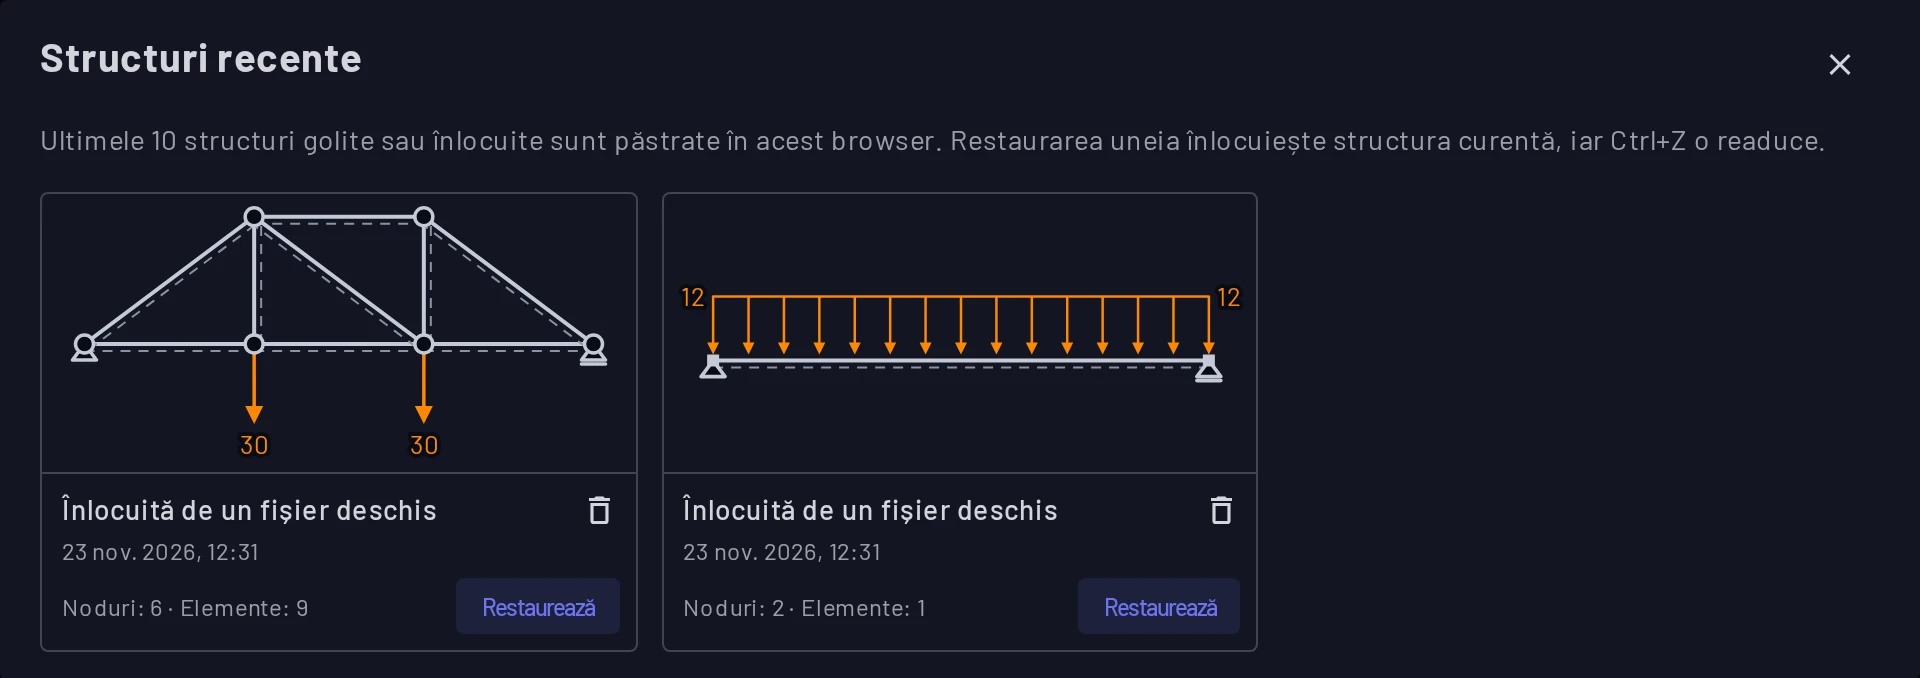 Structuri recente
Ultimele 10 structuri golite sau înlocuite sunt păstrate în acest browser. Restaurarea uneia înlocuiește structura curentă, iar Ctrl+Z o readuce.
30 30
12 12
Înlocuită de un fișier deschis
23 nov. 2026, 12:31
Noduri: 6 · Elemente: 9
Restaurează
Înlocuită de un fișier deschis
23 nov. 2026, 12:31
Noduri: 2 · Elemente: 1
Restaurează